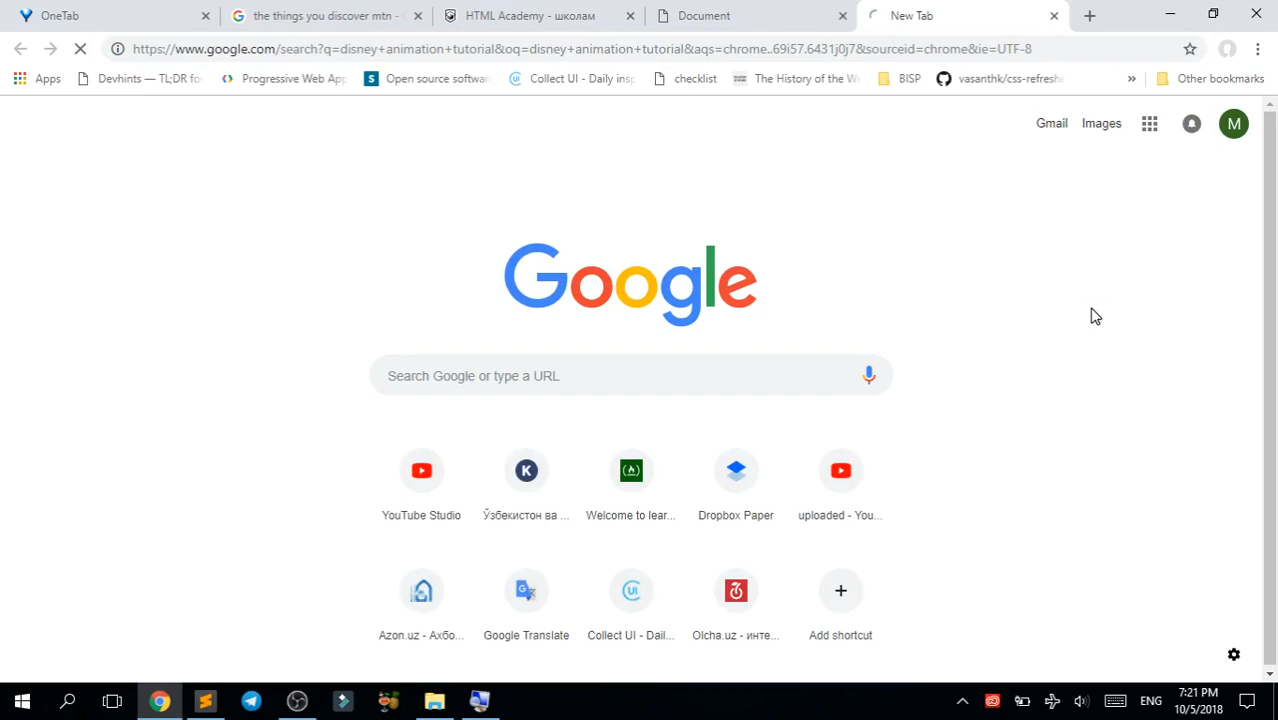 OneTab
the things you discover mtn -
HTML Academy - школам
Document
New Tab
https://www.google.com/search?q=disney+animation+tutorial&oq=disney+animation+tutorial&aqs=chrome..69i57.6431j0j7&sourceid=chrome&ie=UTF-8
Apps
Devhints — TL;DR for
Progressive Web App
Open source softwar
Collect UI - Daily insp
checklist
The History of the We
BISP
vasanthk/css-refreshe
»
Other bookmarks
Gmail
Images
M
Google
Search Google or type a URL
K
YouTube Studio
Ўзбекистон ва ...
Welcome to lear...
Dropbox Paper
uploaded - You...
UI
Azon.uz - Ахбо...
Google Translate
Collect UI - Dail...
Olcha.uz - инте...
Add shortcut
ENG
7:21 PM
10/5/2018